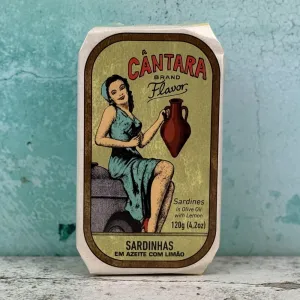 A
CANTARA
BRAND
Flavor
Sardines
in Olive Oil
with Lemon
120g (4.2oz)
SARDINHAS
EM AZEITE COM LIMÃO